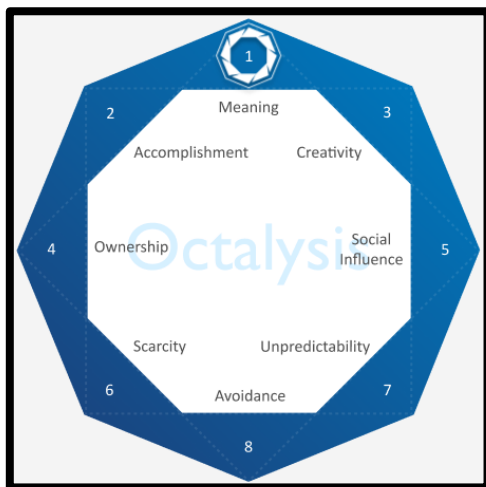 1
Meaning
2
3
Accomplishment
Creativity
Octalysis
4
Ownership
Social
Influence
5
Scarcity
Unpredictability
6
Avoidance
7
8